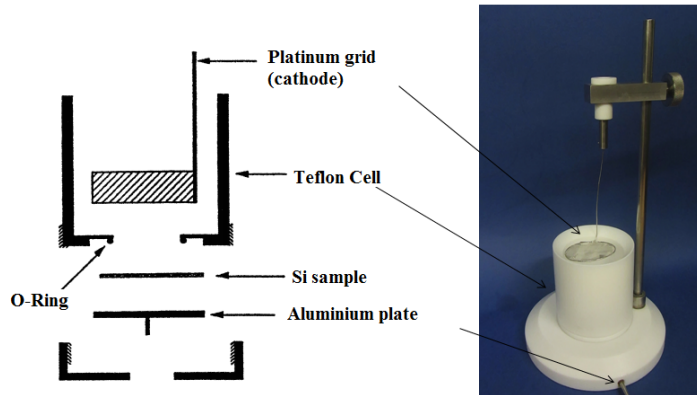 Platinum grid
(cathode)
Teflon Cell
Si sample
O-Ring
Aluminium plate